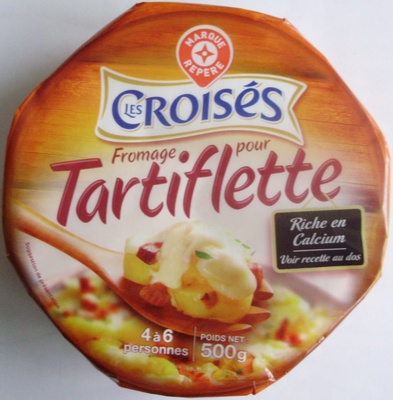 MARQUE
REPÈRE
LES
CROISÉS
Fromage pour
Tartiflette
Riche en
Calcium
Voir recette au dos
4 à 6
personnes
POIDS NET
500g